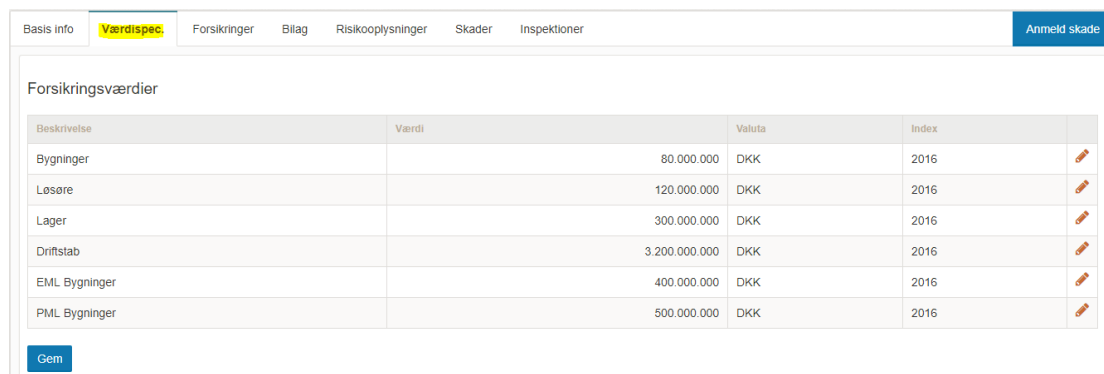 Basis info Værdispec. Forsikringer Bilag Risikooplysninger Skader Inspektioner Anmeld skade
Forsikringsværdier
Beskrivelse Værdi Valuta Index
Bygninger 80.000.000 DKK 2016
Løsøre 120.000.000 DKK 2016
Lager 300.000.000 DKK 2016
Driftstab 3.200.000.000 DKK 2016
EML Bygninger 400.000.000 DKK 2016
PML Bygninger 500.000.000 DKK 2016
Gem